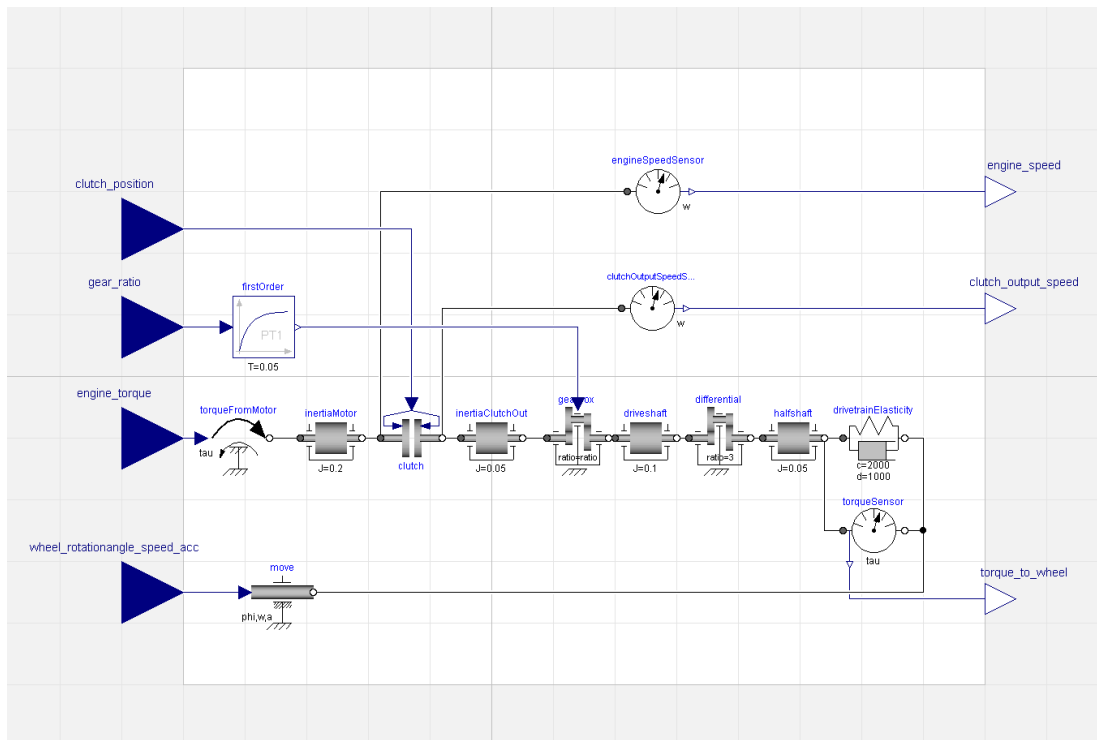 engineSpeedSensor
engine_speed
w
clutch_position
clutchOutputSpeedS...
clutch_output_speed
w
gear_ratio
firstOrder
PT1
T=0.05
engine_torque
torqueFromMotor
tau
inertiaMotor
J=0.2
clutch
inertiaClutchOut
J=0.05
ratio=ratio
driveshaft
J=0.1
differential
ratio=3
halfshaft
J=0.05
drivetrainElasticity
c=2000
d=1000
torqueSensor
tau
wheel_rotationangle_speed_acc
move
phi,w,a
torque_to_wheel